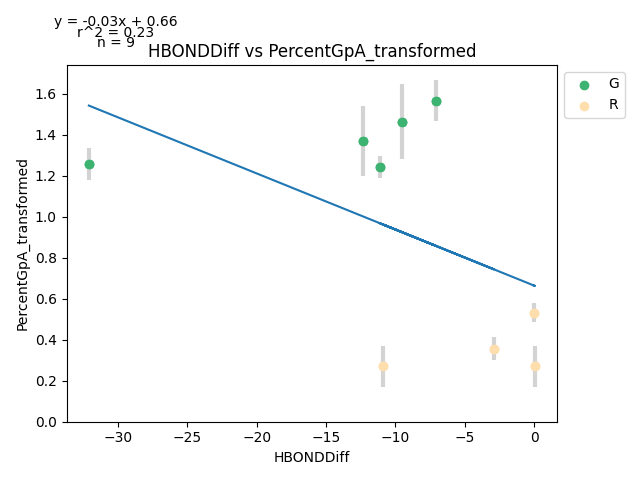 y = -0.03x + 0.66
r^2 = 0.23
n = 9
HBONDDiff vs PercentGpA_transformed
G
R
PercentGpA_transformed
1.6
1.4
1.2
1.0
0.8
0.6
0.4
0.2
0.0
−30 −25 −20 −15 −10 −5 0
HBONDDiff